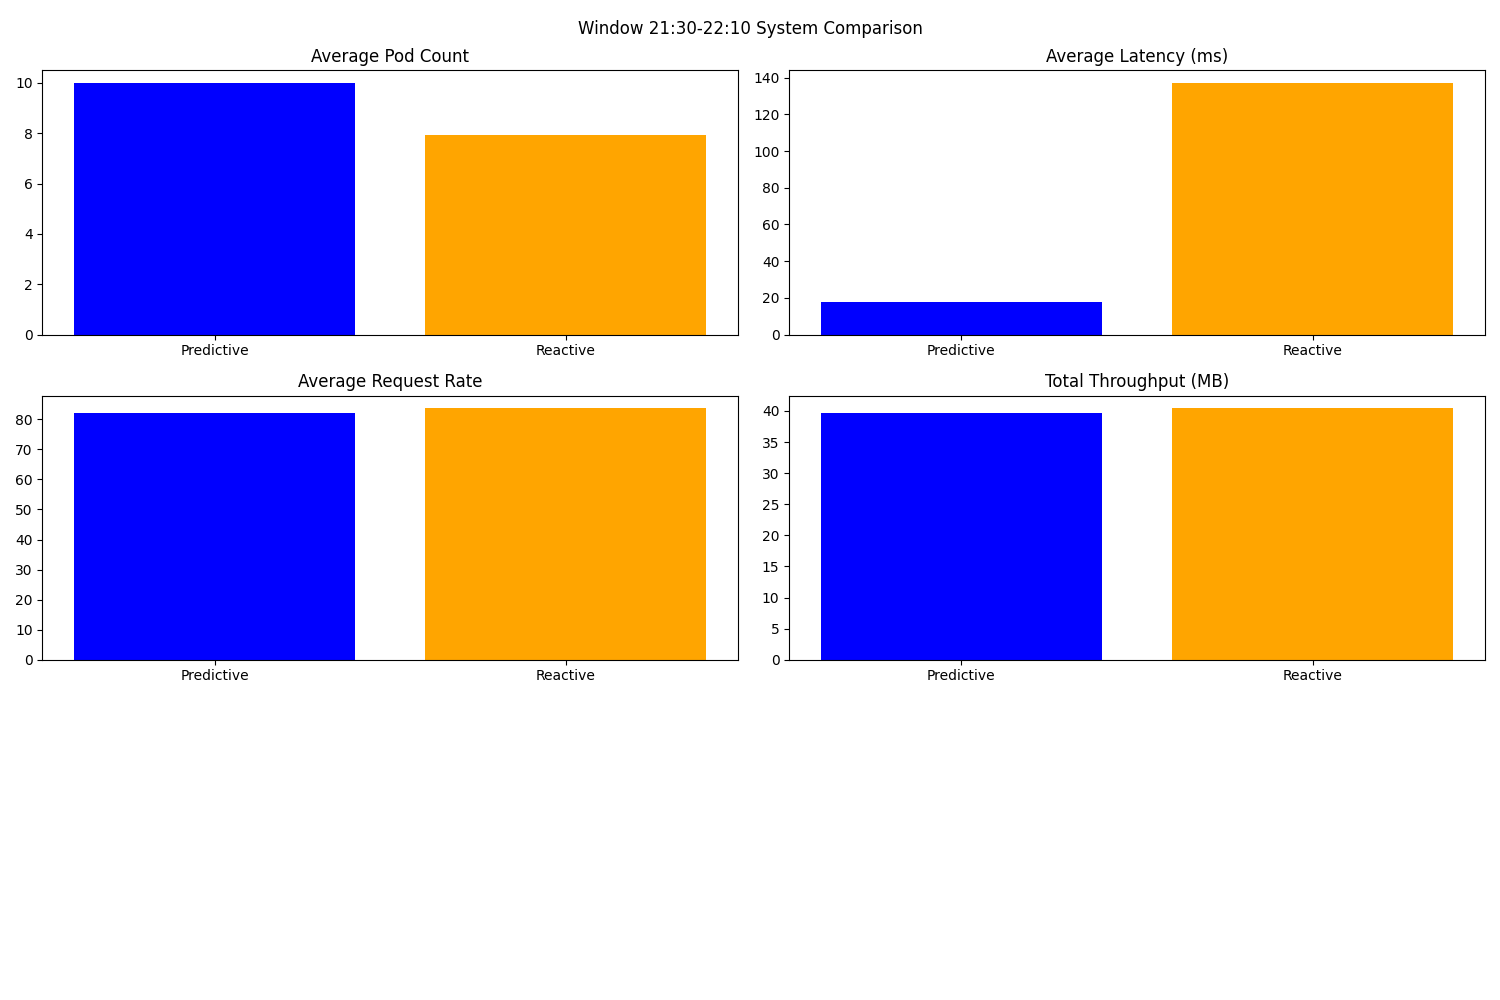 Window 21:30-22:10 System Comparison
Average Pod Count
10
8
6
4
2
0
Predictive
Reactive
Average Latency (ms)
140
120
100
80
60
40
20
0
Predictive
Reactive
Average Request Rate
80
70
60
50
40
30
20
10
0
Predictive
Reactive
Total Throughput (MB)
40
35
30
25
20
15
10
5
0
Predictive
Reactive